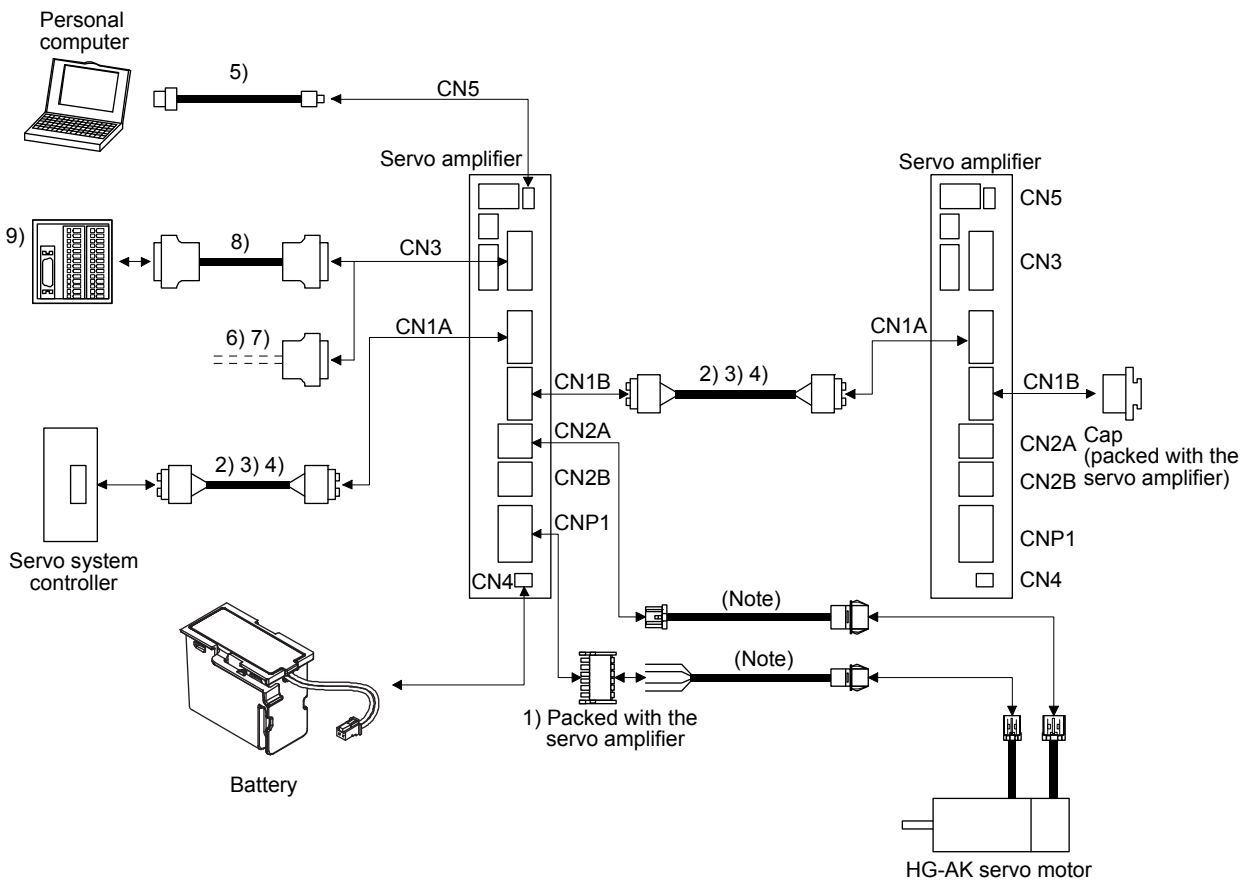 Personal
computer
5)
CN5
Servo amplifier
Servo amplifier
CN5
9)
8)
CN3
CN3
6) 7)
CN1A
CN1A
CN1B
2) 3) 4)
CN1B
CN2A
CN2A
Cap
(packed with the
servo amplifier)
2) 3) 4)
CN2B
CN2B
CNP1
CNP1
Servo system
controller
CN4
CN4
(Note)
(Note)
1) Packed with the
servo amplifier
Battery
HG-AK servo motor